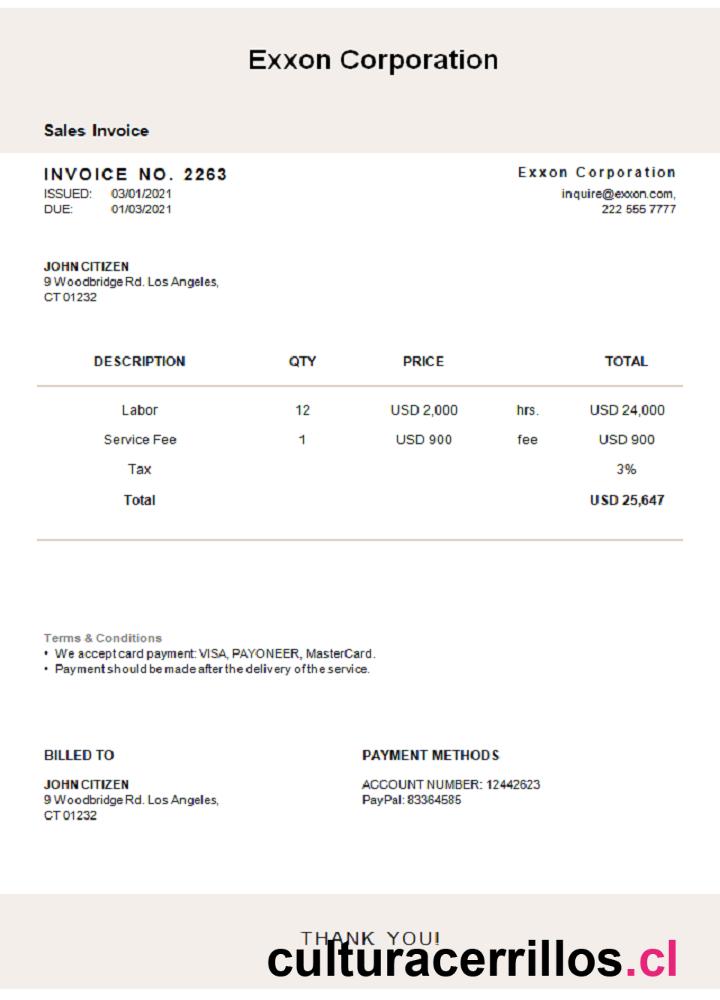 Exxon Corporation
Sales Invoice
INVOICE NO. 2263
ISSUED: 03/01/2021
DUE: 01/03/2021
Exxon Corporation
inquire@exxon.com,
222 555 7777
JOHN CITIZEN
9 Woodbridge Rd. Los Angeles,
CT 01232
DESCRIPTION QTY PRICE TOTAL
Labor 12 USD 2,000 hrs. USD 24,000
Service Fee 1 USD 900 fee USD 900
Tax 3%
Total USD 25,647
Terms & Conditions
• We accept card payment: VISA, PAYONEER, MasterCard.
• Payment should be made after the delivery of the service.
BILLED TO
JOHN CITIZEN
9 Woodbridge Rd. Los Angeles,
CT 01232
PAYMENT METHODS
ACCOUNT NUMBER: 12442623
PayPal: 83364585
THANK YOU!
culturacerrillos.cl